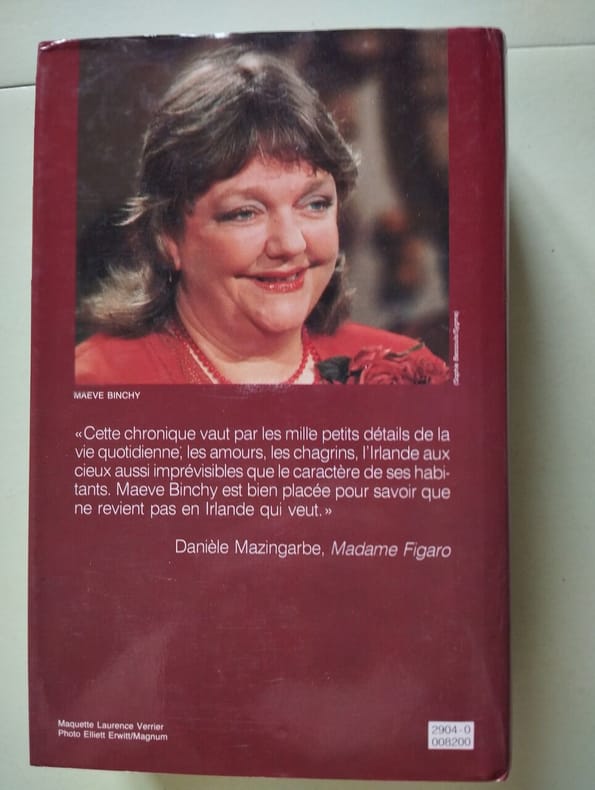 MAEVE BINCHY
«Cette chronique vaut par les mille petits détails de la
vie quotidienne, les amours, les chagrins, l'Irlande aux
cieux aussi imprévisibles que le caractère de ses habi-
tants. Maeve Binchy est bien placée pour savoir que
ne revient pas en Irlande qui veut.»
Danièle Mazingarbe, Madame Figaro
Maquette Laurence Verrier
Photo Elliett Erwitt/Magnum
2904-0
008200